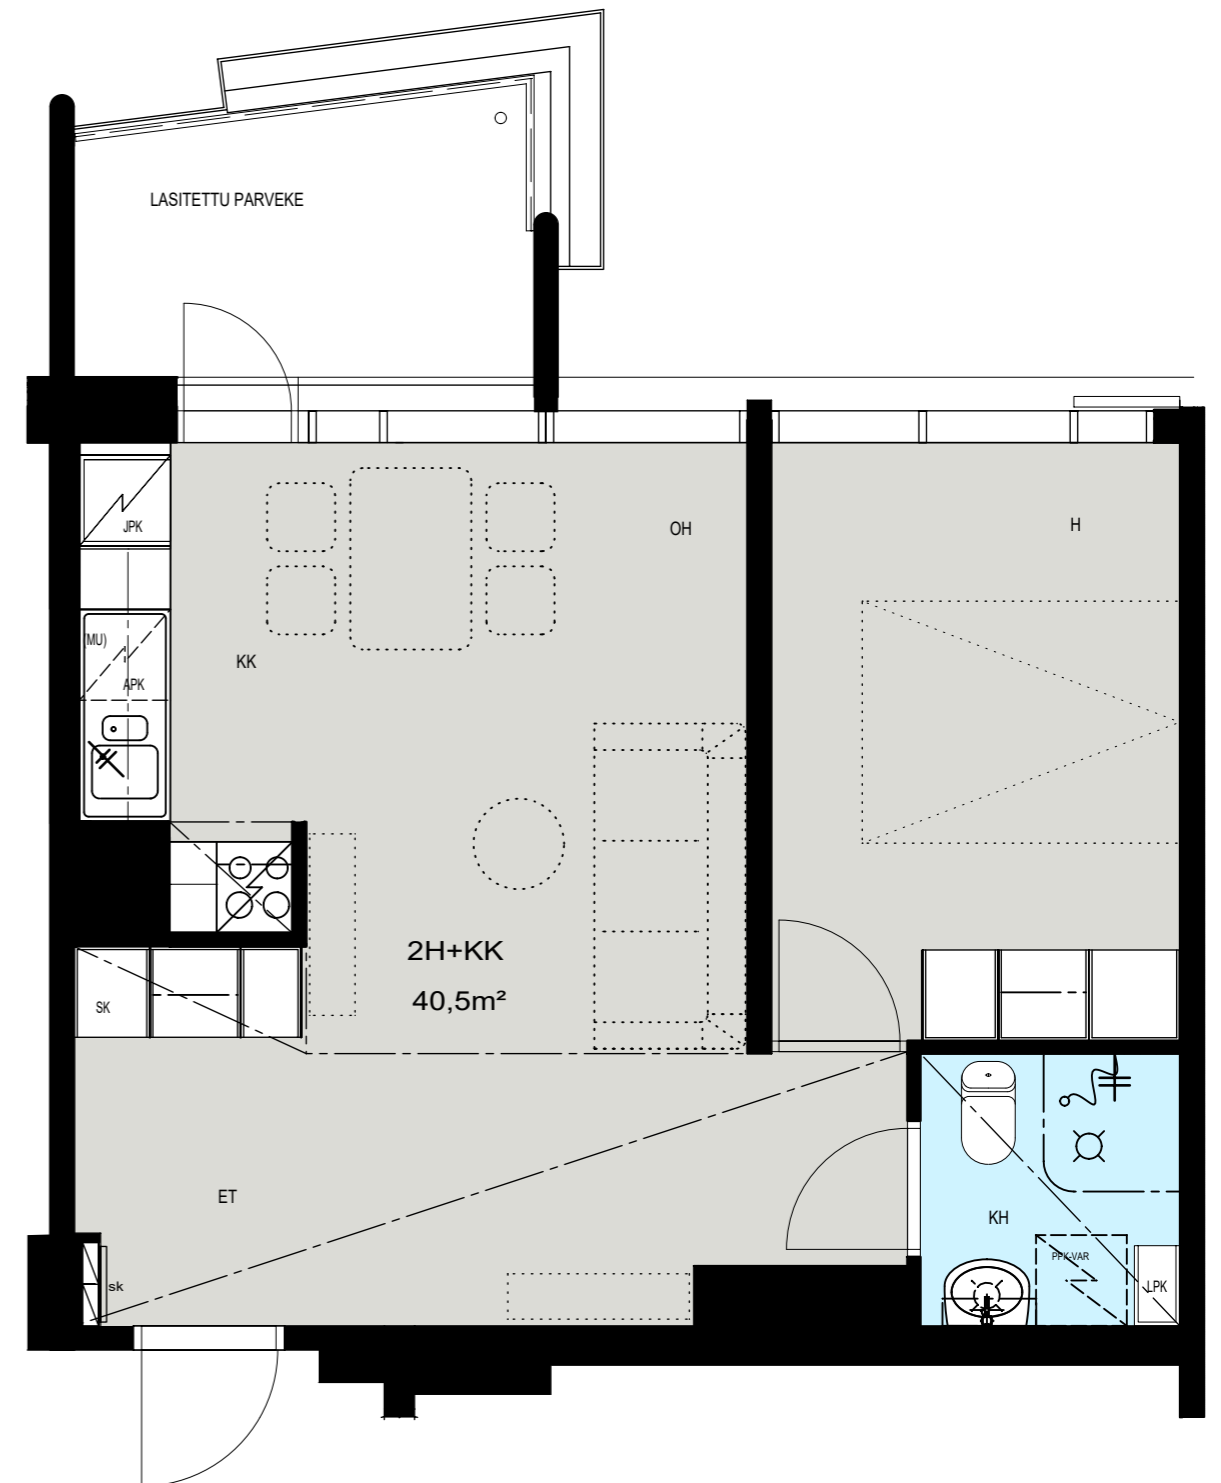 LASITETTU PARVEKE
JPK
OH
H
(MU)
KK
APK
2H+KK
40,5m²
SK
ET
KH
PPK-VAR
sk
LPK